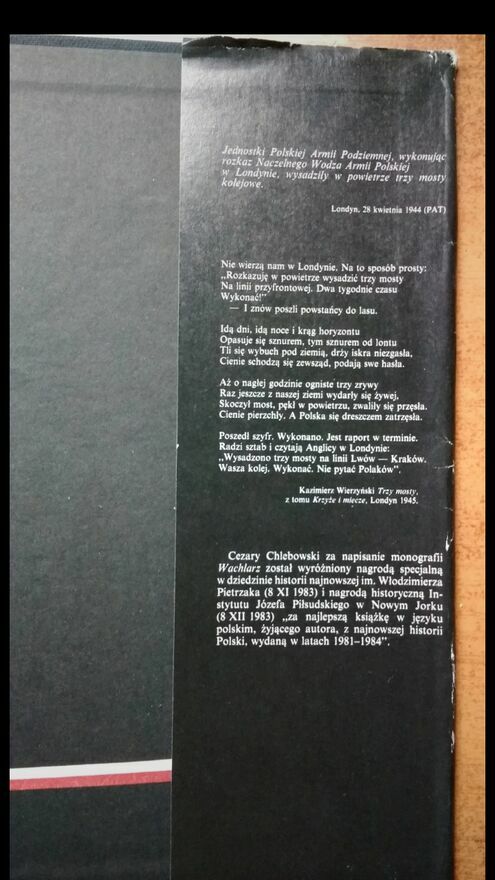 Jednostki Polskiej Armii Podziemnej, wykonując
rozkaz Naczelnego Wodza Armii Polskiej
w Londynie, wysadziły w powietrze trzy mosty
kolejowe.
Londyn, 28 kwietnia 1944 (PAT)
Nie wierzą nam w Londynie. Na to sposób prosty:
„Rozkazuję w powietrze wysadzić trzy mosty
Na linii przyfrontowej. Dwa tygodnie czasu
Wykonać!"
— I znów poszli powstańcy do lasu.
Idą dni, idą noce i krąg horyzontu
Opasuje się sznurem, tym sznurem od lontu
Tli się wybuch pod ziemią, drży iskra niezgasła,
Cienie schodzą się zewsząd, podają swe hasła.
Aż o nagłej godzinie ogniste trzy zrywy
Raz jeszcze z naszej ziemi wydarły się żywej,
Skoczył most, pękł w powietrzu, zwaliły się przęsła.
Cienie pierzchły. A Polska się dreszczem zatrzęsła.
Poszedł szyfr. Wykonano. Jest raport w terminie.
Radzi sztab i czytają Anglicy w Londynie:
„Wysadzono trzy mosty na linii Lwów — Kraków.
Wasza kolej. Wykonać. Nie pytać Polaków".
Kazimierz Wierzyński Trzy mosty,
z tomu Krzyże i miecze, Londyn 1945.
Cezary Chlebowski za napisanie monografii
Wachlarz został wyróżniony nagrodą specjalną
w dziedzinie historii najnowszej im. Włodzimierza
Pietrzaka (8 XI 1983) i nagrodą historyczną In-
stytutu Józefa Piłsudskiego w Nowym Jorku
(8 XII 1983) „za najlepszą książkę w języku
polskim, żyjącego autora, z najnowszej historii
Polski, wydaną w latach 1981–1984".